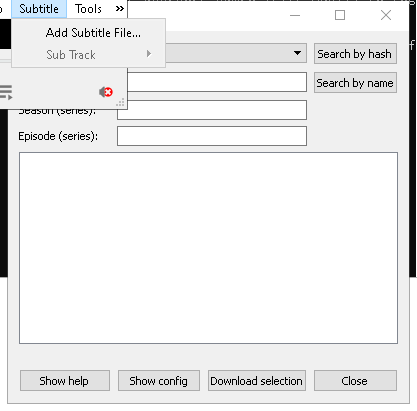 Subtitle Tools »
Add Subtitle File...
Sub Track
Search by hash
Search by name
Season (series):
Episode (series):
Show help
Show config
Download selection
Close